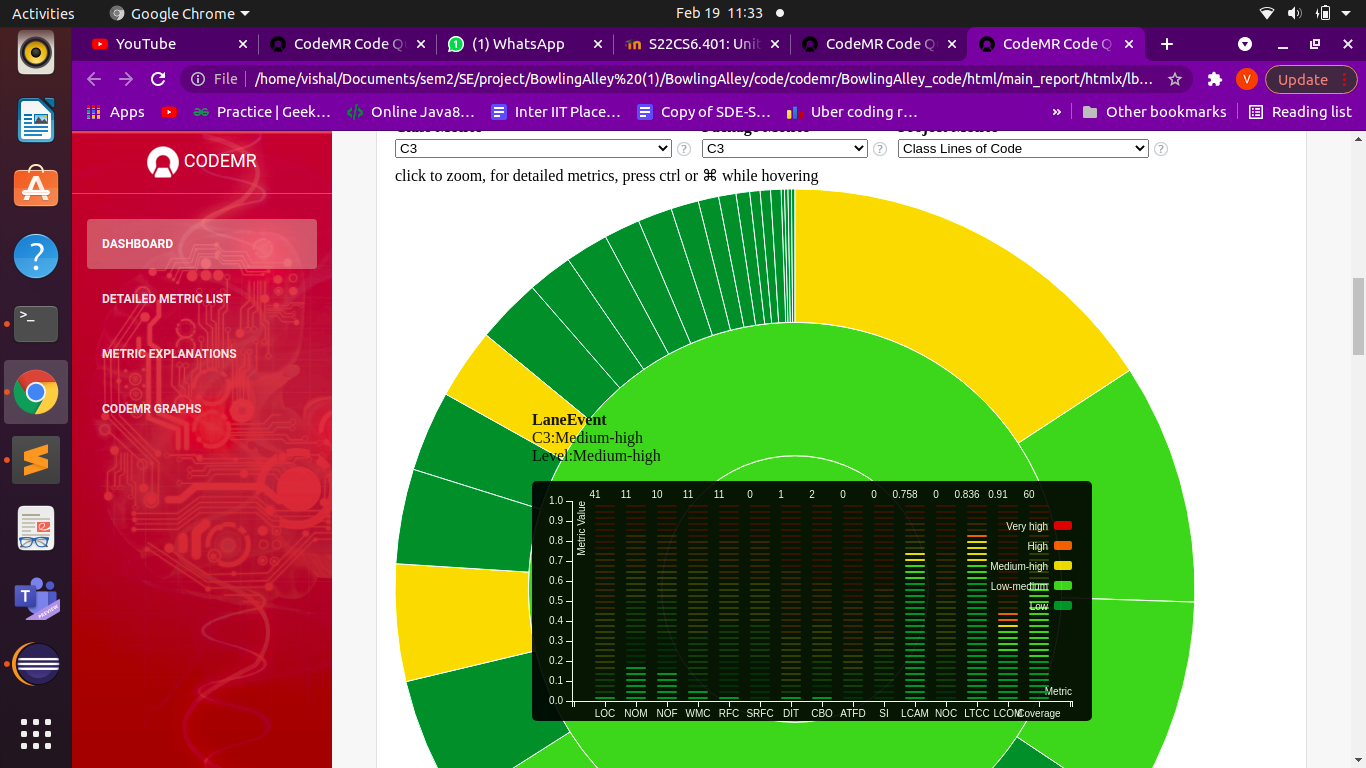 Activities
Google Chrome
Feb 19 11:33
YouTube
CodeMR Code Q
(1) WhatsApp
S22CS6.401: Unit
CodeMR Code Q
CodeMR Code Q
File
/home/vishal/Documents/sem2/SE/project/BowlingAlley%20(1)/BowlingAlley/code/codemr/BowlingAlley_code/html/main_report/htmlx/lb…
V
Update
Apps
Practice | Geek…
Online Java8…
Inter IIT Place…
Copy of SDE-S…
Uber coding r…
»
Other bookmarks
Reading list
CODEMR
DASHBOARD
DETAILED METRIC LIST
METRIC EXPLANATIONS
CODEMR GRAPHS
C3
?
C3
?
Class Lines of Code
?
click to zoom, for detailed metrics, press ctrl or ⌘ while hovering
LaneEvent
C3:Medium-high
Level:Medium-high
41 11 10 11 11 0 1 2 0 0 0.758 0 0.836 0.91 60
1.0
0.9
0.8
0.7
0.6
0.5
0.4
0.3
0.2
0.1
0.0
Metric Value
Very high
High
Medium-high
Low-medium
Low
Metric
LOC NOM NOF WMC RFC SRFC DIT CBO ATFD SI LCAM NOC LTCC LCOM Coverage